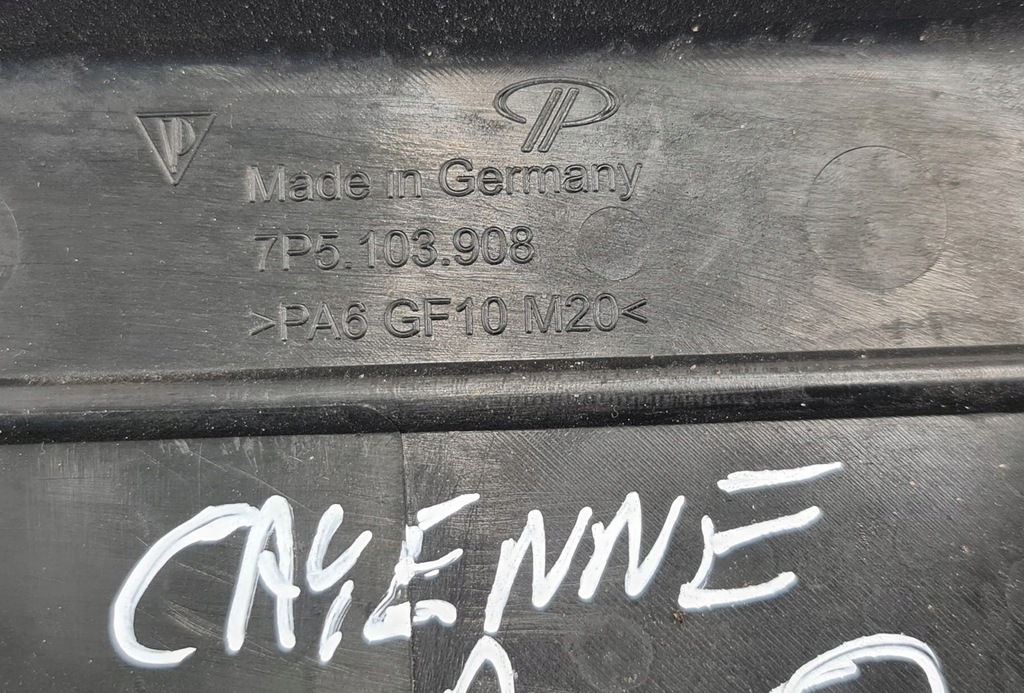 Made in Germany
7P5.103.908
>PA6 GF10 M20<
CAYENNE